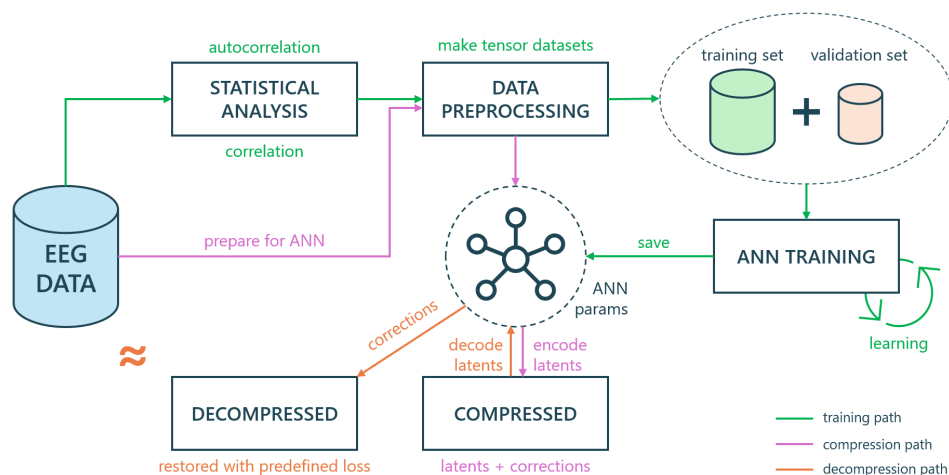 autocorrelation
make tensor datasets
training set
validation set
STATISTICAL
ANALYSIS
DATA
PREPROCESSING
correlation
EEG
DATA
prepare for ANN
save
ANN TRAINING
ANN
params
learning
corrections
decode
latents
encode
latents
≈
DECOMPRESSED
COMPRESSED
restored with predefined loss
latents + corrections
training path
compression path
decompression path